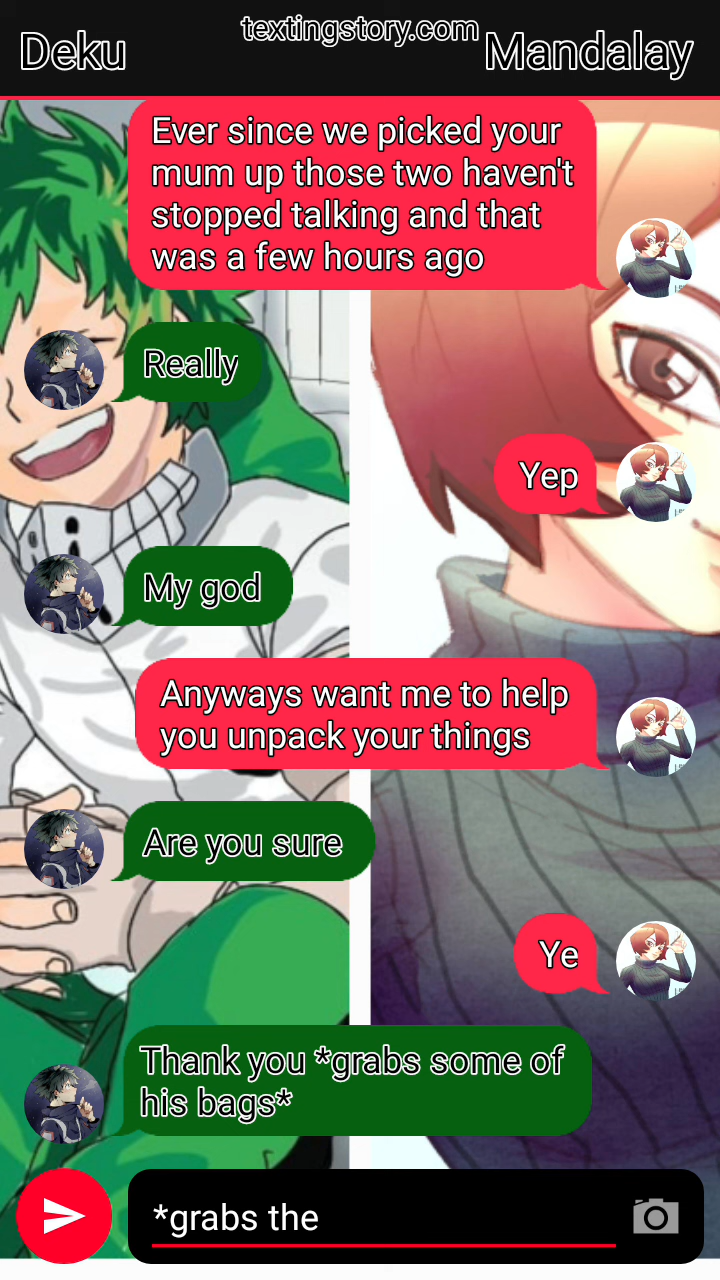 textingstory.com
Deku
Mandalay
Ever since we picked your
mum up those two haven't
stopped talking and that
was a few hours ago
Really
Yep
My god
Anyways want me to help
you unpack your things
Are you sure
Ye
Thank you *grabs some of
his bags*
*grabs the